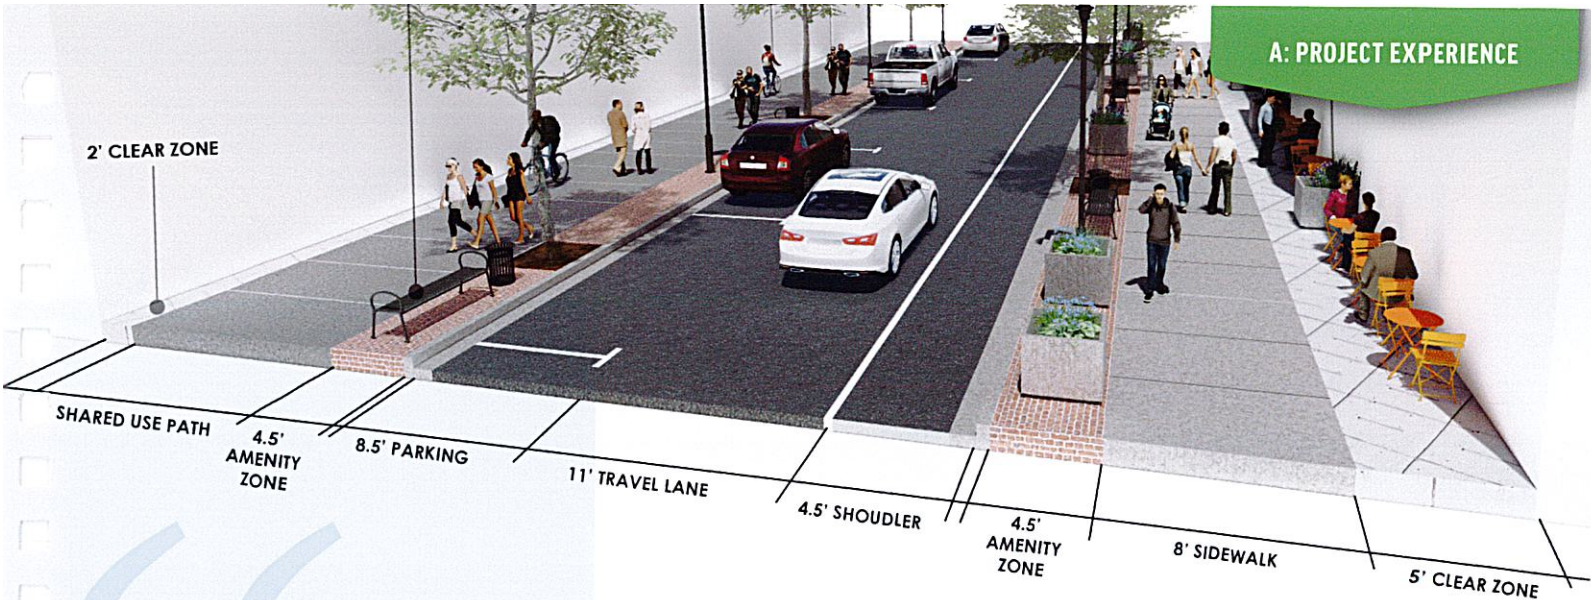 A: PROJECT EXPERIENCE
2' CLEAR ZONE
SHARED USE PATH
4.5'
AMENITY
ZONE
8.5' PARKING
11' TRAVEL LANE
4.5' SHOUDLER
4.5'
AMENITY
ZONE
8' SIDEWALK
5' CLEAR ZONE